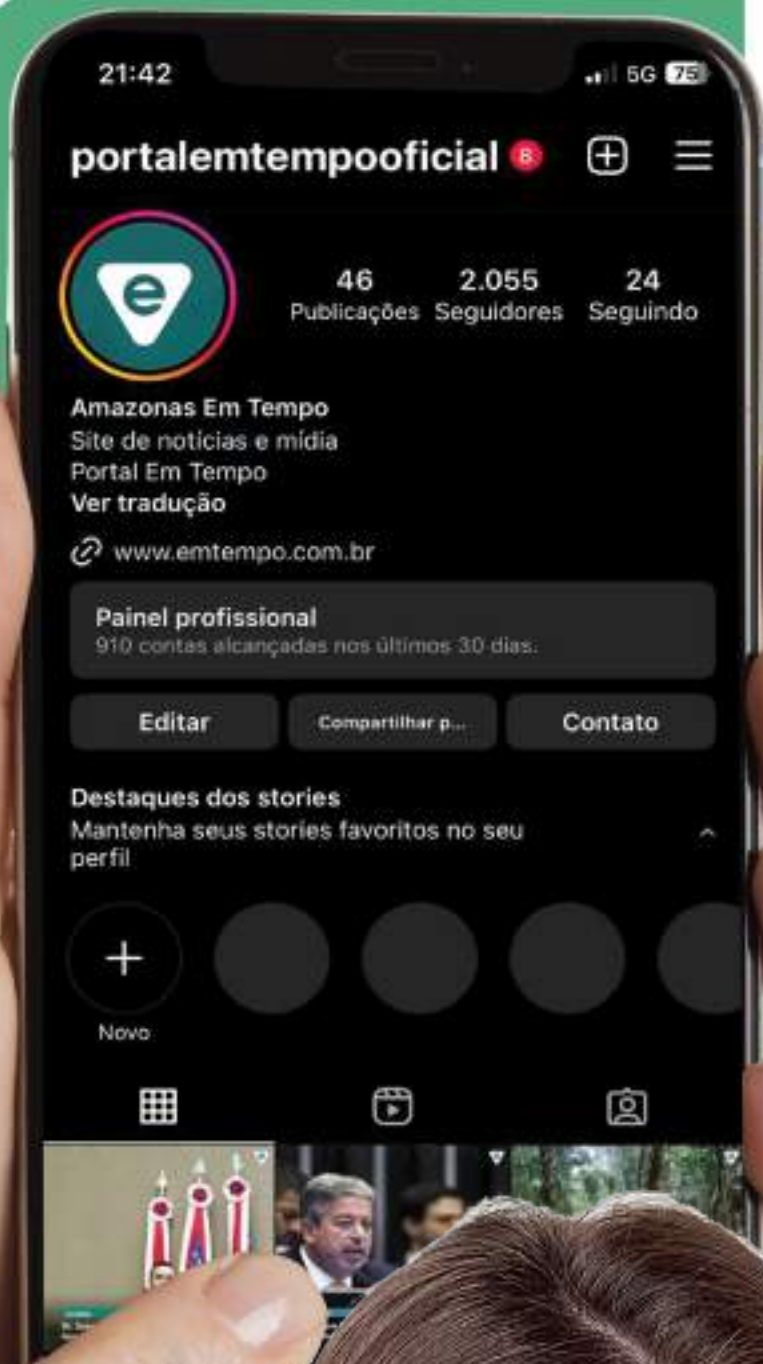 21:42
5G 75
portalemtempooficial 8
e
46 2.055 24
Publicações Seguidores Seguindo
Amazonas Em Tempo
Site de notícias e mídia
Portal Em Tempo
Ver tradução
www.emtempo.com.br
Painel profissional
910 contas alcançadas nos últimos 30 dias.
Editar Compartilhar p... Contato
Destaques dos stories
Mantenha seus stories favoritos no seu
perfil
Novo